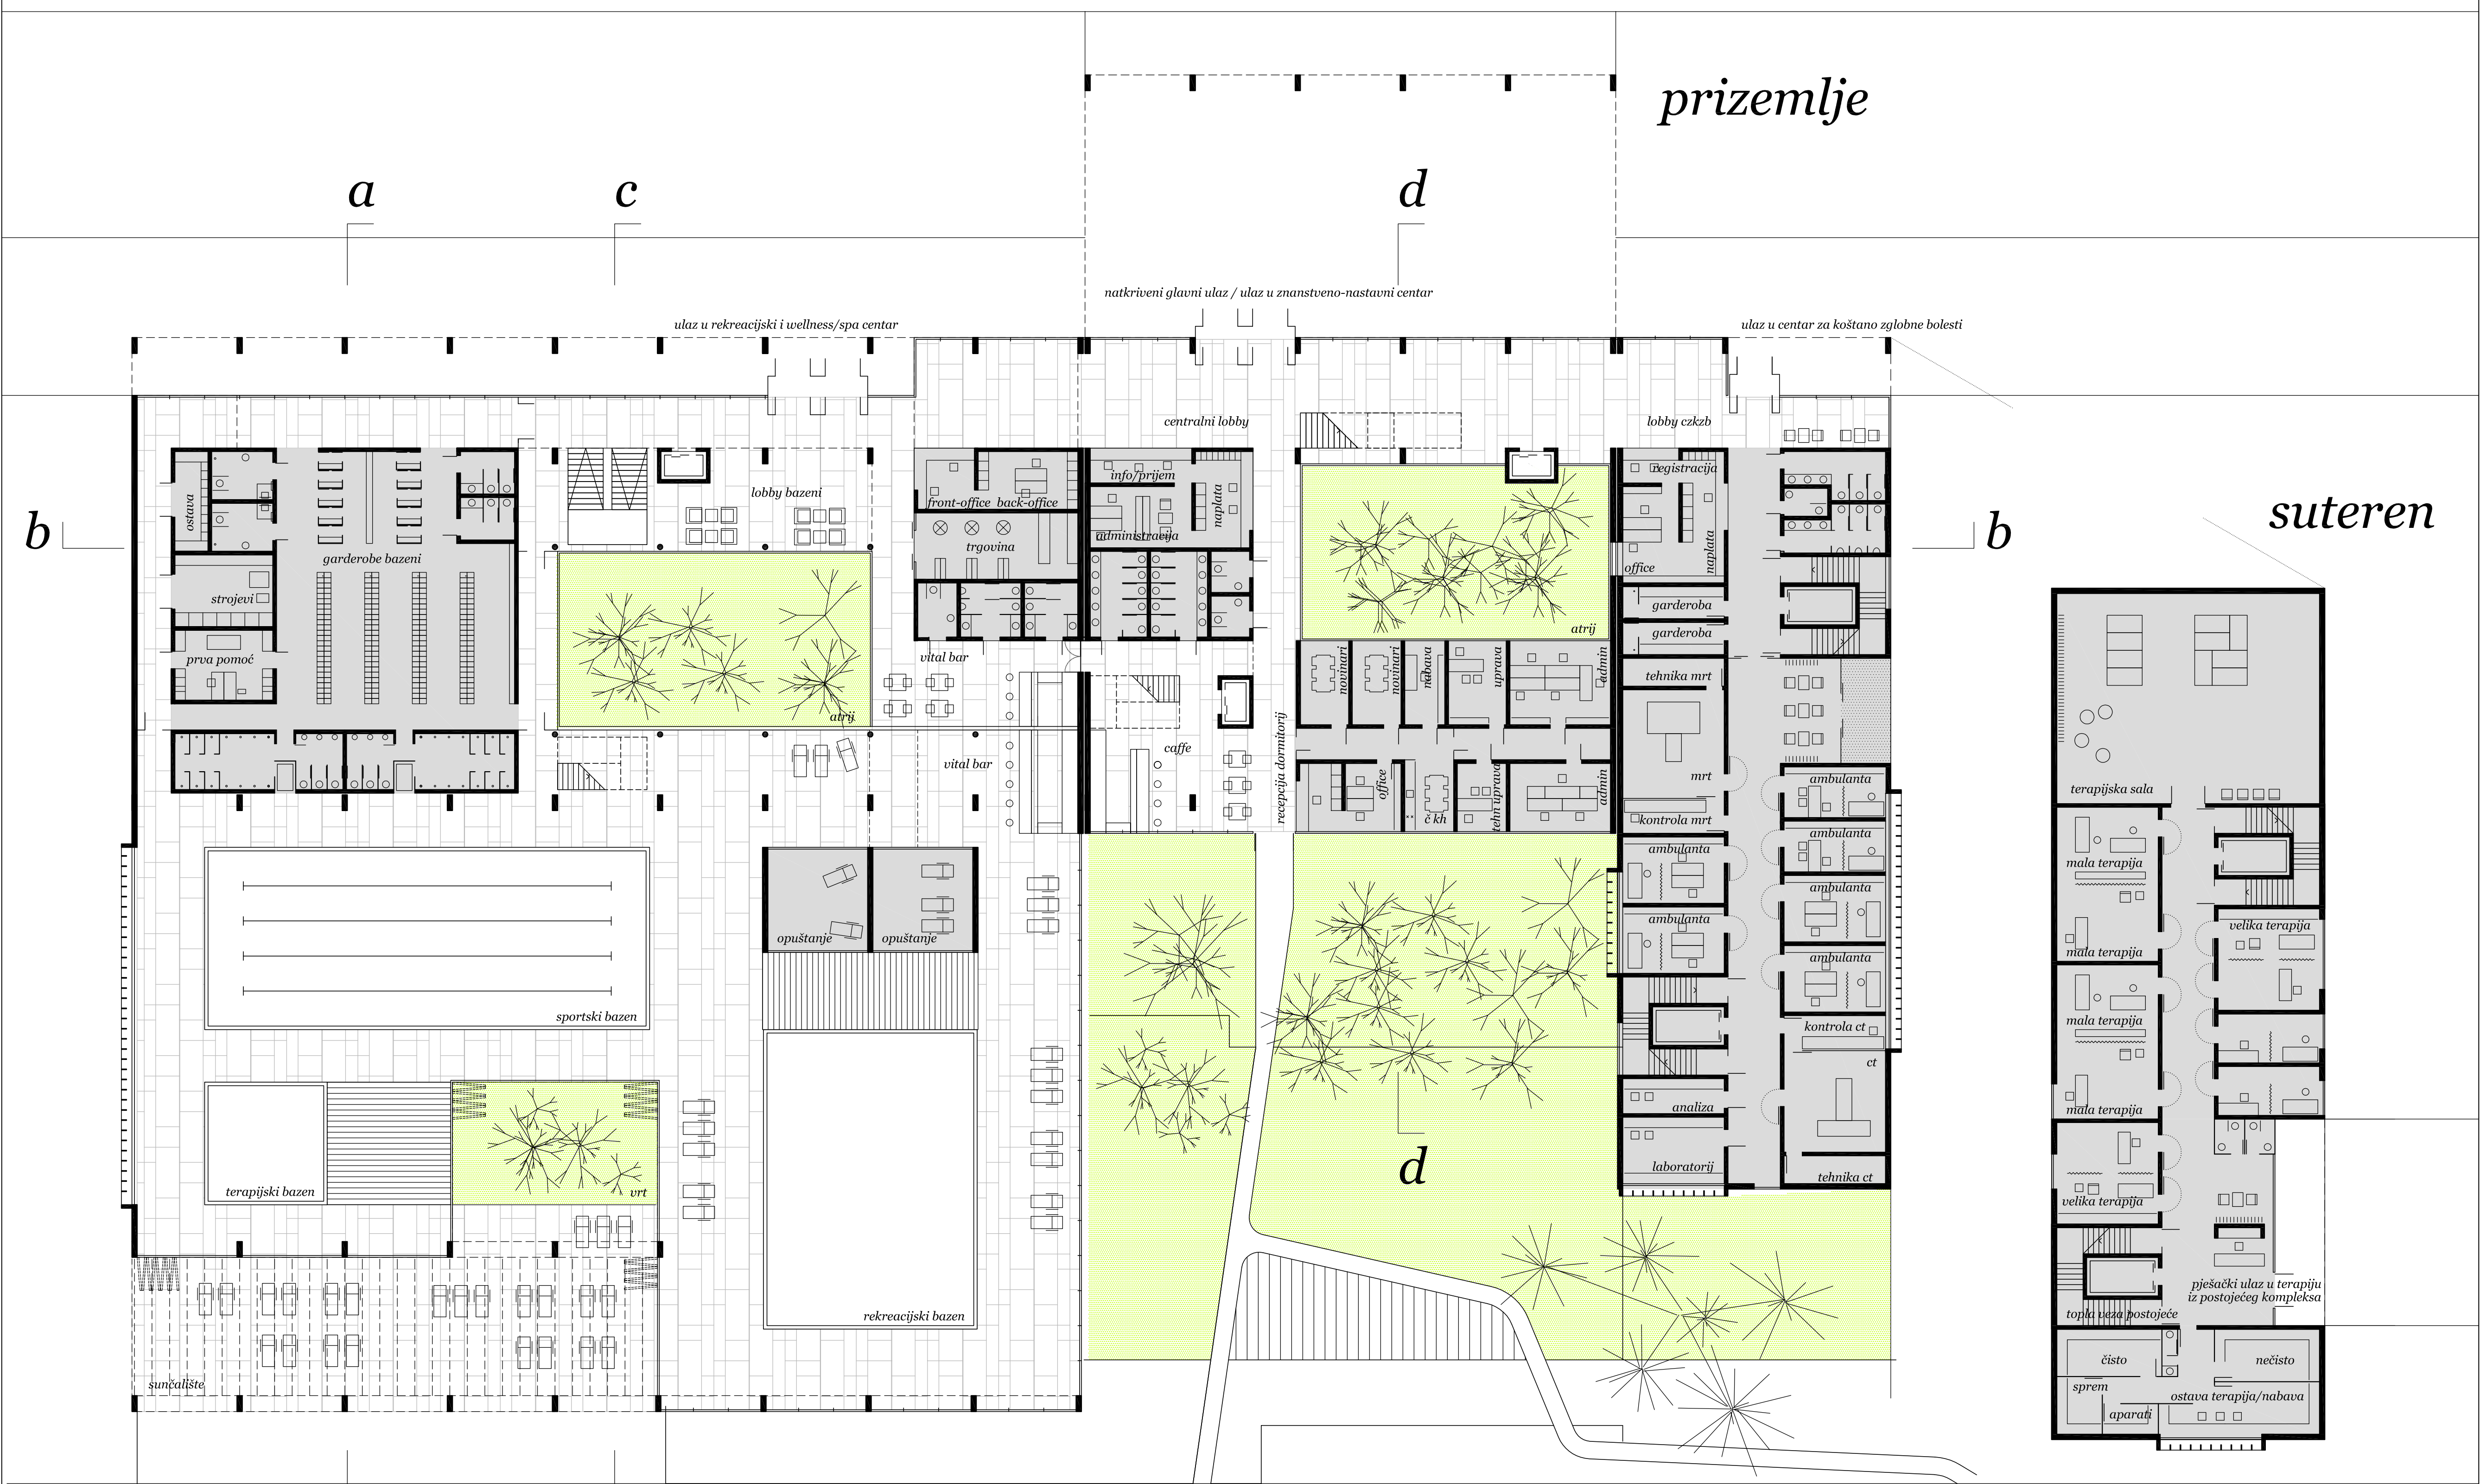 prizemlje
a
c
d
natkriveni glavni ulaz / ulaz u znanstveno-nastavni centar
ulaz u rekreacijski i wellness/spa centar
ulaz u centar za koštano zglobne bolesti
centralni lobby
lobby czkzb
b
b
suteren
ostava
garderobe bazeni
strojevi
prva pomoć
lobby bazeni
atrij
front-office
back-office
trgovina
vital bar
vital bar
info/prijem
naplata
administracija
caffe
recepcija dormitorij
atrij
novinari
novinari
nabava
uprava
admin
office
č kh
tehn uprava
admin
registracija
naplata
office
garderoba
garderoba
tehnika mrt
mrt
kontrola mrt
ambulanta
ambulanta
ambulanta
ambulanta
ambulanta
ambulanta
kontrola ct
ct
analiza
laboratorij
tehnika ct
opuštanje
opuštanje
sportski bazen
terapijski bazen
vrt
rekreacijski bazen
sunčalište
d
terapijska sala
mala terapija
mala terapija
velika terapija
mala terapija
mala terapija
velika terapija
pješački ulaz u terapiju
iz postojećeg kompleksa
topla veza postojeće
čisto
nečisto
sprem
ostava terapija/nabava
aparati